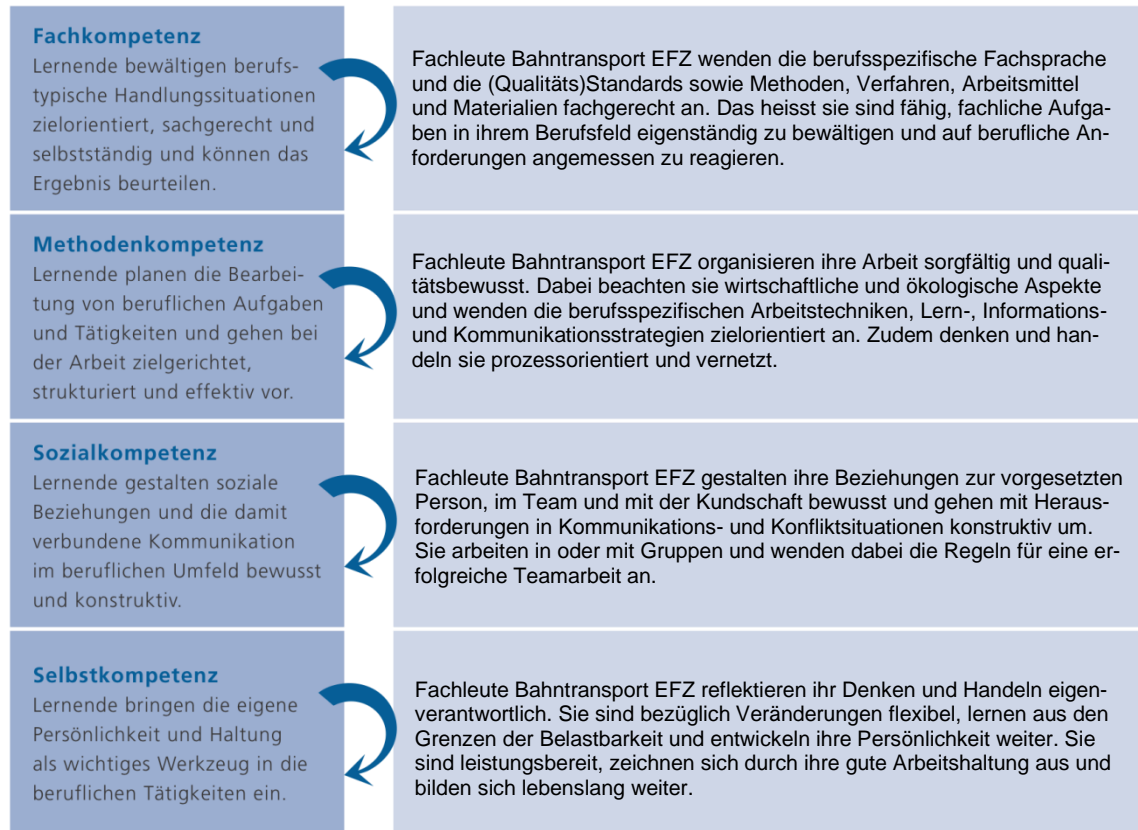 Fachkompetenz
Lernende bewältigen berufs-
typische Handlungssituationen
zielorientiert, sachgerecht und
selbstständig und können das
Ergebnis beurteilen.
Fachleute Bahntransport EFZ wenden die berufsspezifische Fachsprache
und die (Qualitäts)Standards sowie Methoden, Verfahren, Arbeitsmittel
und Materialien fachgerecht an. Das heisst sie sind fähig, fachliche Aufga-
ben in ihrem Berufsfeld eigenständig zu bewältigen und auf berufliche An-
forderungen angemessen zu reagieren.
Methodenkompetenz
Lernende planen die Bearbei-
tung von beruflichen Aufgaben
und Tätigkeiten und gehen bei
der Arbeit zielgerichtet,
strukturiert und effektiv vor.
Fachleute Bahntransport EFZ organisieren ihre Arbeit sorgfältig und quali-
tätsbewusst. Dabei beachten sie wirtschaftliche und ökologische Aspekte
und wenden die berufsspezifischen Arbeitstechniken, Lern-, Informations-
und Kommunikationsstrategien zielorientiert an. Zudem denken und han-
deln sie prozessorientiert und vernetzt.
Sozialkompetenz
Lernende gestalten soziale
Beziehungen und die damit
verbundene Kommunikation
im beruflichen Umfeld bewusst
und konstruktiv.
Fachleute Bahntransport EFZ gestalten ihre Beziehungen zur vorgesetzten
Person, im Team und mit der Kundschaft bewusst und gehen mit Heraus-
forderungen in Kommunikations- und Konfliktsituationen konstruktiv um.
Sie arbeiten in oder mit Gruppen und wenden dabei die Regeln für eine er-
folgreiche Teamarbeit an.
Selbstkompetenz
Lernende bringen die eigene
Persönlichkeit und Haltung
als wichtiges Werkzeug in die
beruflichen Tätigkeiten ein.
Fachleute Bahntransport EFZ reflektieren ihr Denken und Handeln eigen-
verantwortlich. Sie sind bezüglich Veränderungen flexibel, lernen aus den
Grenzen der Belastbarkeit und entwickeln ihre Persönlichkeit weiter. Sie
sind leistungsbereit, zeichnen sich durch ihre gute Arbeitshaltung aus und
bilden sich lebenslang weiter.